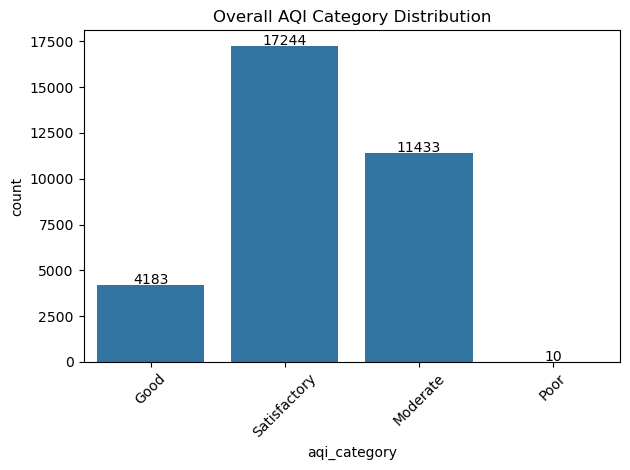 Overall AQI Category Distribution
17500
15000
12500
10000
7500
5000
2500
0
count
4183
17244
11433
10
Good
Satisfactory
Moderate
Poor
aqi_category